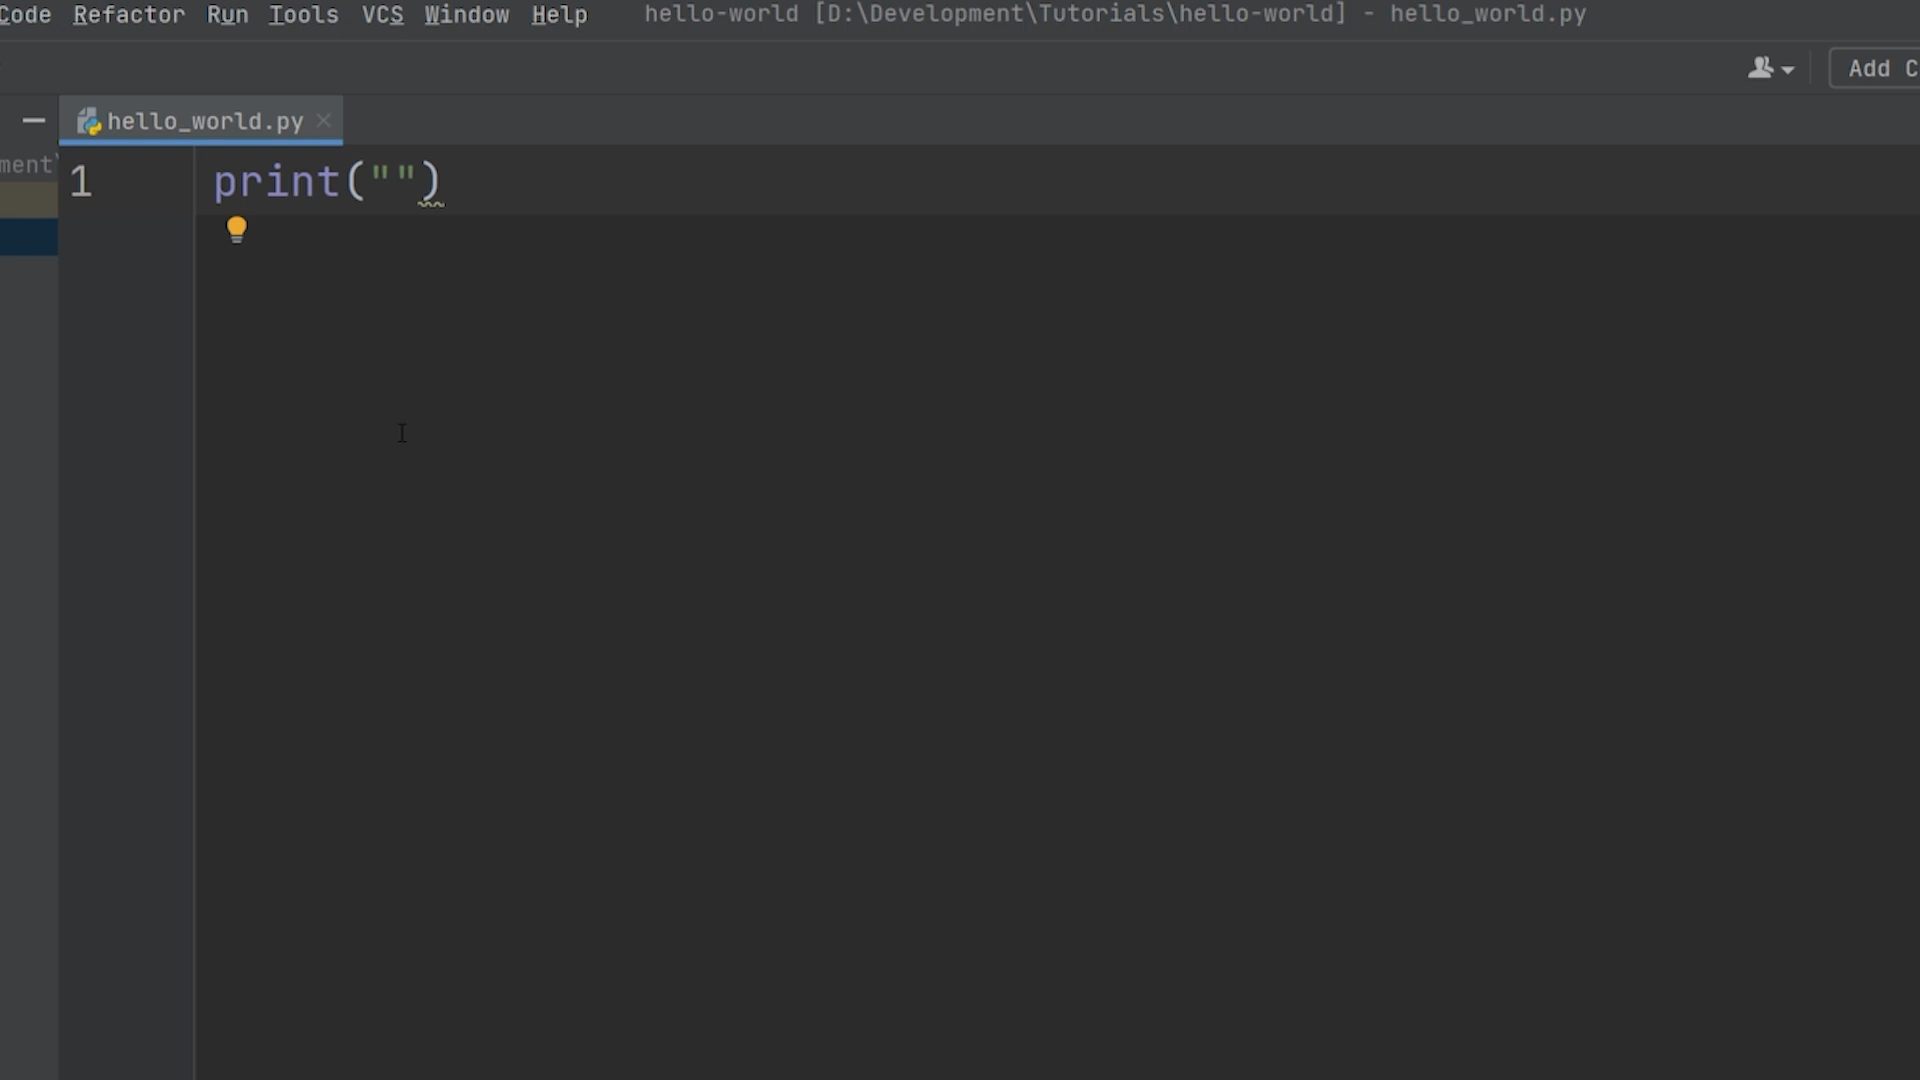 Code Refactor Run Tools VCS Window Help hello-world [D:\Development\Tutorials\hello-world] - hello_world.py
Add C
hello_world.py
ment\
1 print("")